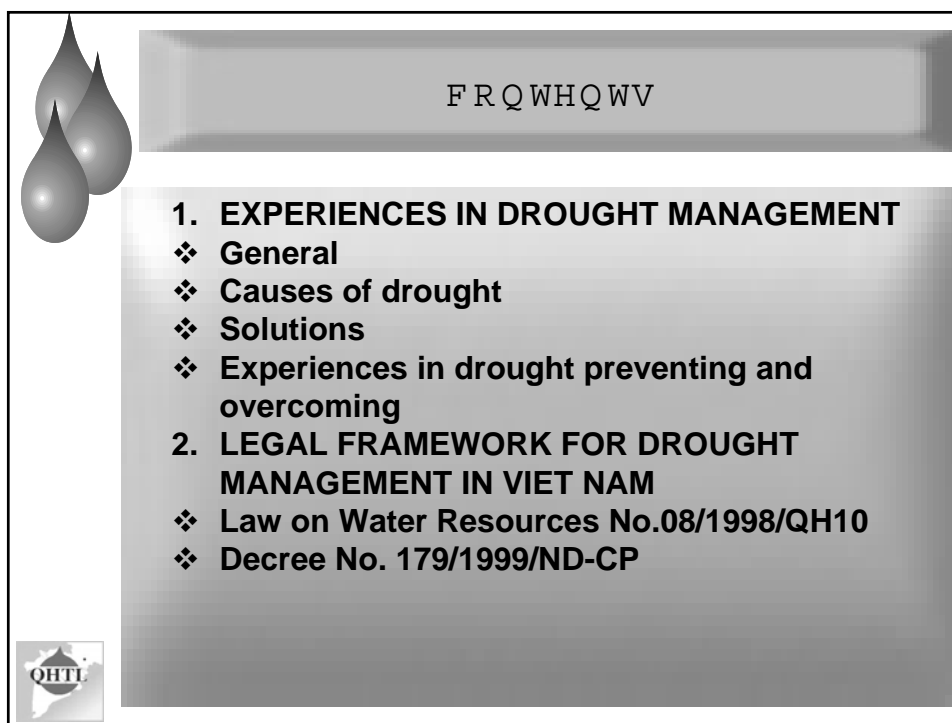 FRQWHQWV
1. EXPERIENCES IN DROUGHT MANAGEMENT
❖ General
❖ Causes of drought
❖ Solutions
❖ Experiences in drought preventing and
overcoming
2. LEGAL FRAMEWORK FOR DROUGHT
MANAGEMENT IN VIET NAM
❖ Law on Water Resources No.08/1998/QH10
❖ Decree No. 179/1999/ND-CP
QHTL